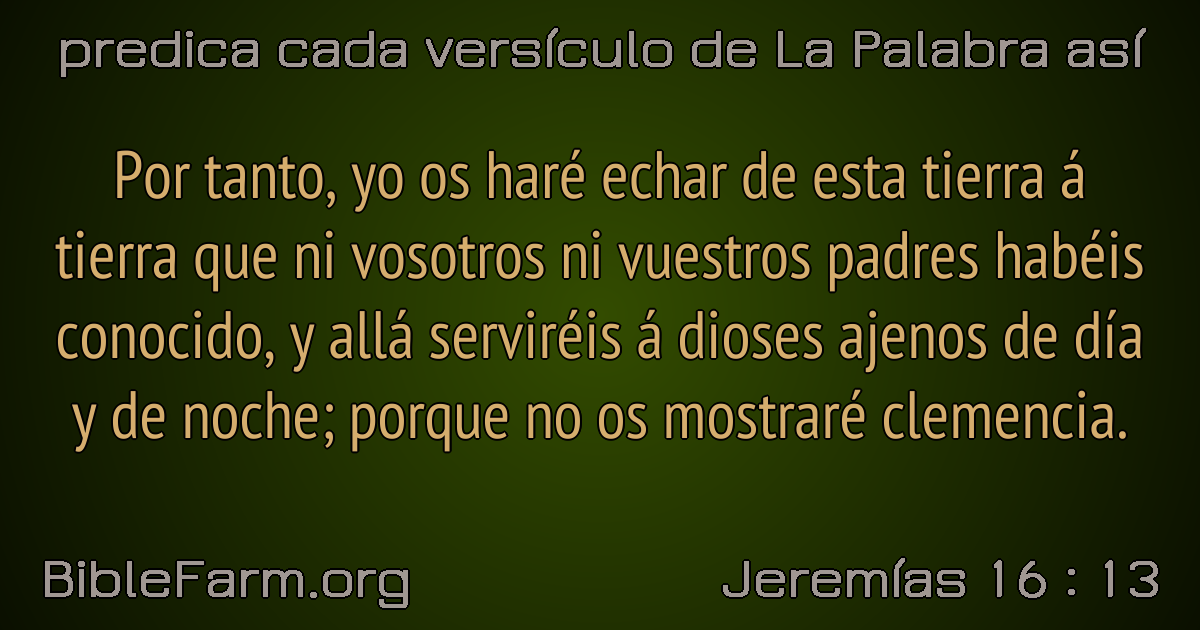 predica cada versículo de La Palabra así
Por tanto, yo os haré echar de esta tierra á
tierra que ni vosotros ni vuestros padres habéis
conocido, y allá serviréis á dioses ajenos de día
y de noche; porque no os mostraré clemencia.
BibleFarm.org
Jeremías 16 : 13